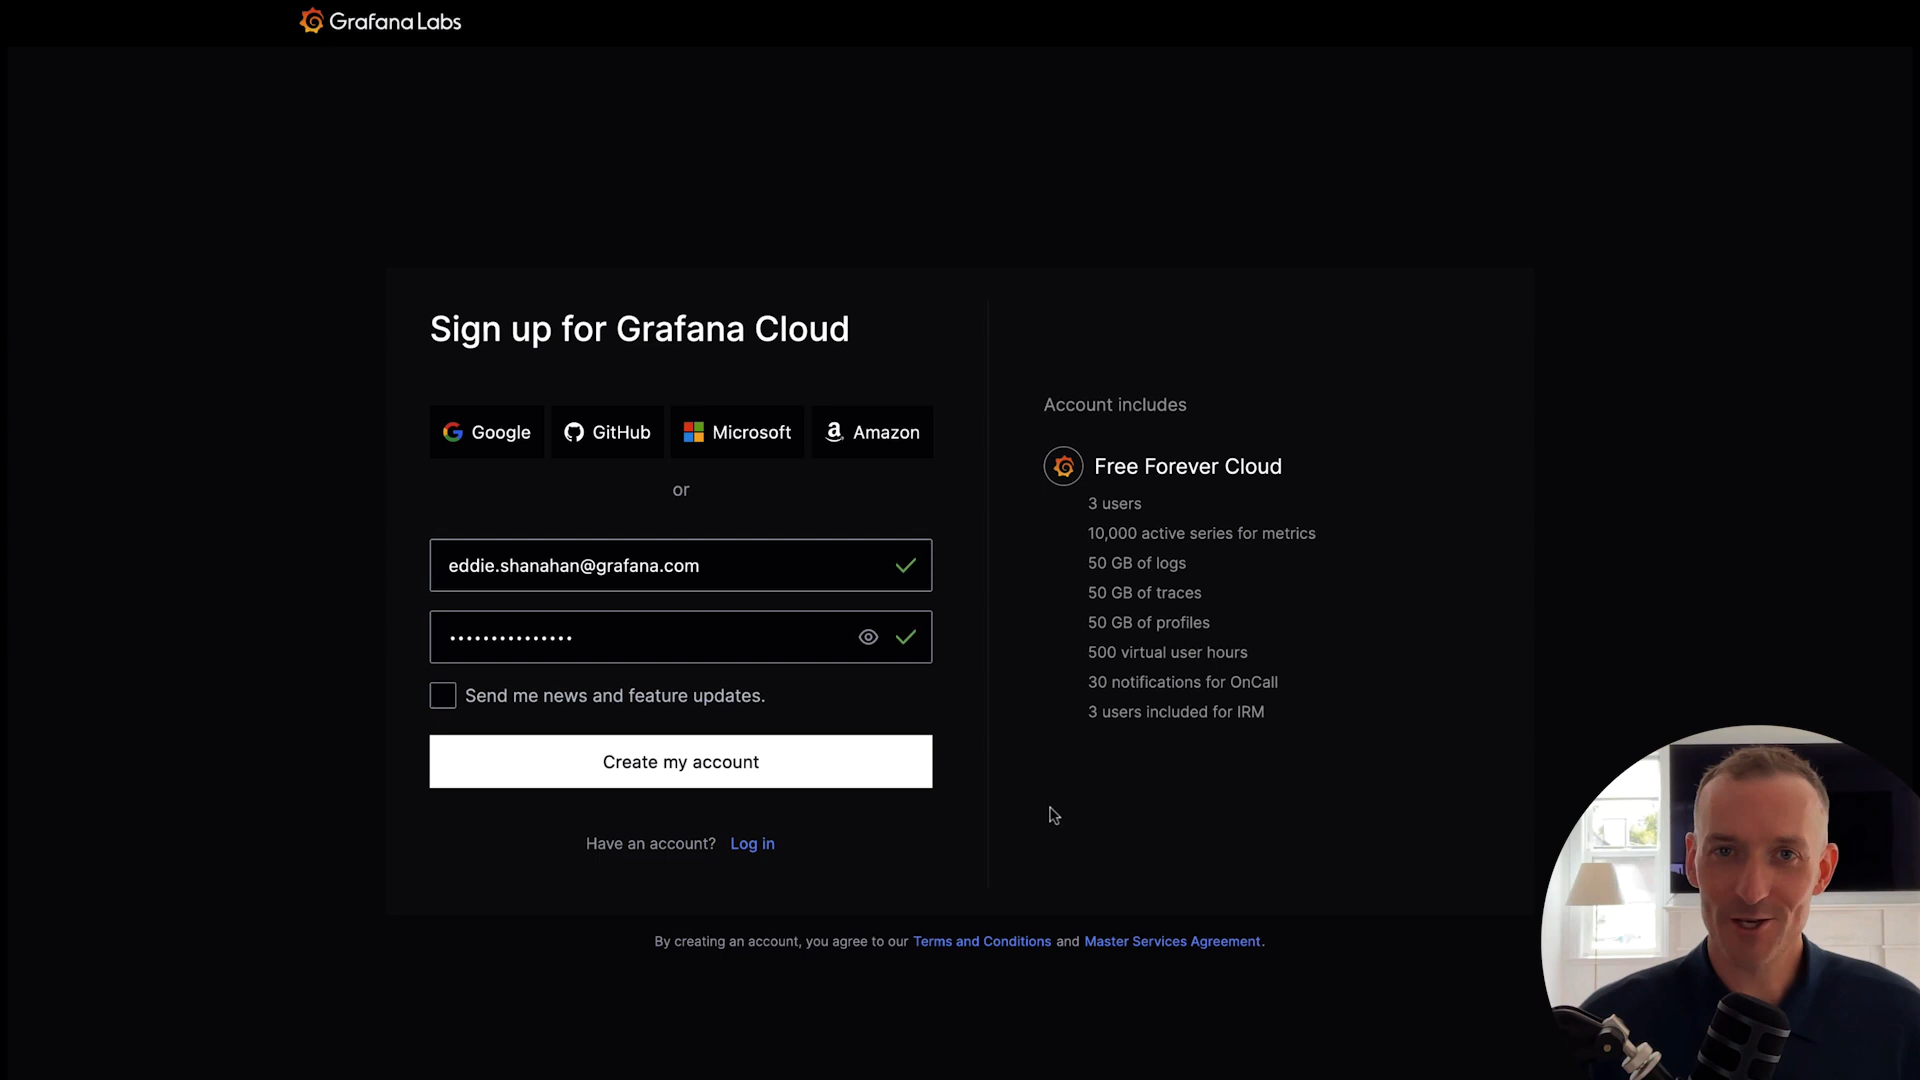 Grafana Labs
Sign up for Grafana Cloud
Google
GitHub
Microsoft
Amazon
or
eddie.shanahan@grafana.com
•••••••••••••••
Send me news and feature updates.
Create my account
Have an account? Log in
Account includes
Free Forever Cloud
3 users
10,000 active series for metrics
50 GB of logs
50 GB of traces
50 GB of profiles
500 virtual user hours
30 notifications for OnCall
3 users included for IRM
By creating an account, you agree to our Terms and Conditions and Master Services Agreement.